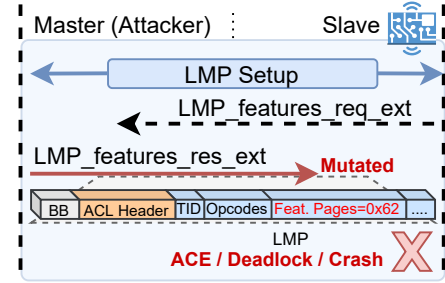 Master (Attacker) Slave
LMP Setup
LMP_features_req_ext
LMP_features_res_ext
Mutated
BB ACL Header TID Opcodes Feat. Pages=0x62 ....
LMP
ACE / Deadlock / Crash